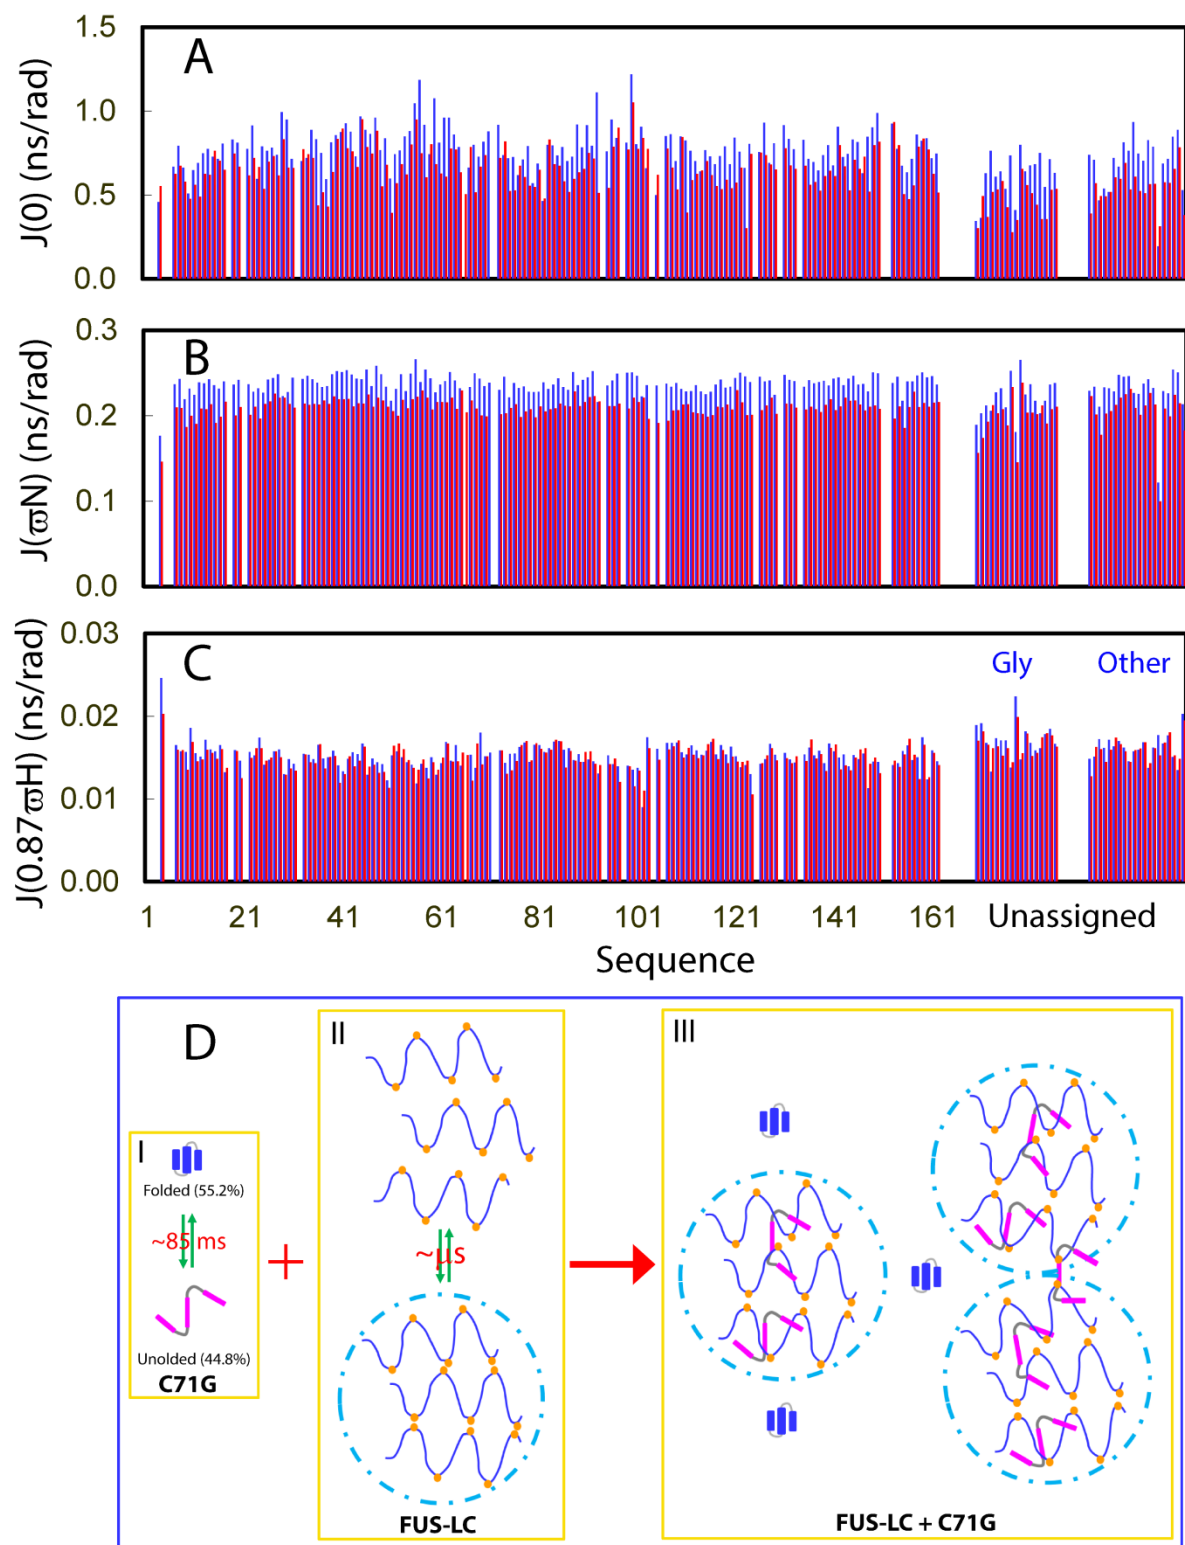 A
1.5
1.0
0.5
0.0
J(0) (ns/rad)
B
0.3
0.2
0.1
0.0
J(ϖN) (ns/rad)
C
Gly Other
0.03
0.02
0.01
0.00
J(0.87ϖH) (ns/rad)
1 21 41 61 81 101 121 141 161 Unassigned
Sequence
D
I
Folded (55.2%)
~85 ms
Unolded (44.8%)
C71G
+
II
~μs
FUS-LC
III
FUS-LC + C71G